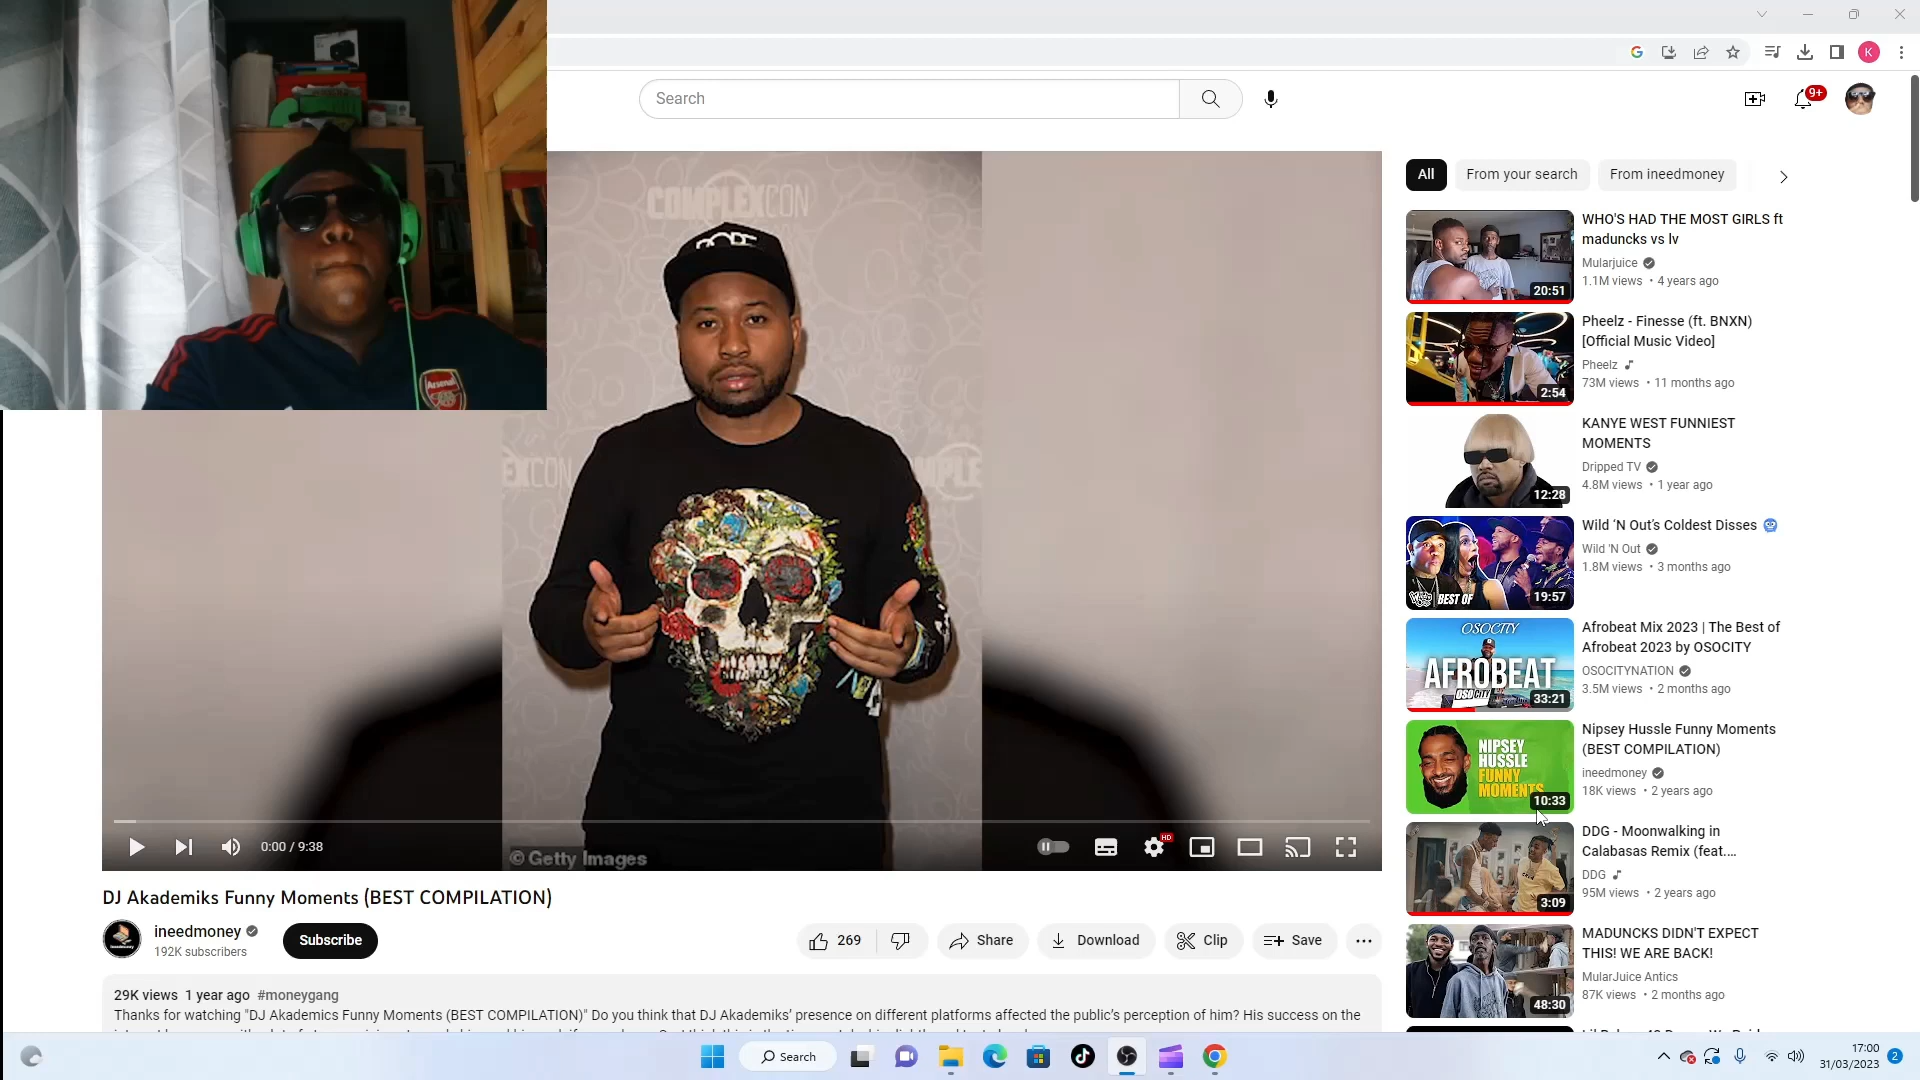 Search
9+
K
COMPLEXCON
Arsenal
EXCON
© Getty Images
0:00 / 9:38
HD
DJ Akademiks Funny Moments (BEST COMPILATION)
ineedmoney
192K subscribers
Subscribe
269
Share
Download
Clip
Save
29K views 1 year ago #moneygang
Thanks for watching "DJ Akademics Funny Moments (BEST COMPILATION)" Do you think that DJ Akademiks' presence on different platforms affected the public's perception of him? His success on the
All
From your search
From ineedmoney
WHO'S HAD THE MOST GIRLS ft
maduncks vs lv
Mularjuice
1.1M views • 4 years ago
20:51
Pheelz - Finesse (ft. BNXN)
[Official Music Video]
Pheelz
73M views • 11 months ago
2:54
KANYE WEST FUNNIEST
MOMENTS
Dripped TV
4.8M views • 1 year ago
12:28
Wild 'N Out's Coldest Disses
Wild 'N Out
1.8M views • 3 months ago
BEST OF
19:57
Afrobeat Mix 2023 | The Best of
Afrobeat 2023 by OSOCITY
OSOCITYNATION
3.5M views • 2 months ago
OSOCITY
AFROBEAT
OSOCITY
33:21
Nipsey Hussle Funny Moments
(BEST COMPILATION)
ineedmoney
18K views • 2 years ago
NIPSEY
HUSSLE
FUNNY
MOMENTS
10:33
DDG - Moonwalking in
Calabasas Remix (feat....
DDG
95M views • 2 years ago
3:09
MADUNCKS DIDN'T EXPECT
THIS! WE ARE BACK!
MularJuice Antics
87K views • 2 months ago
48:30
Search
17:00
31/03/2023
2